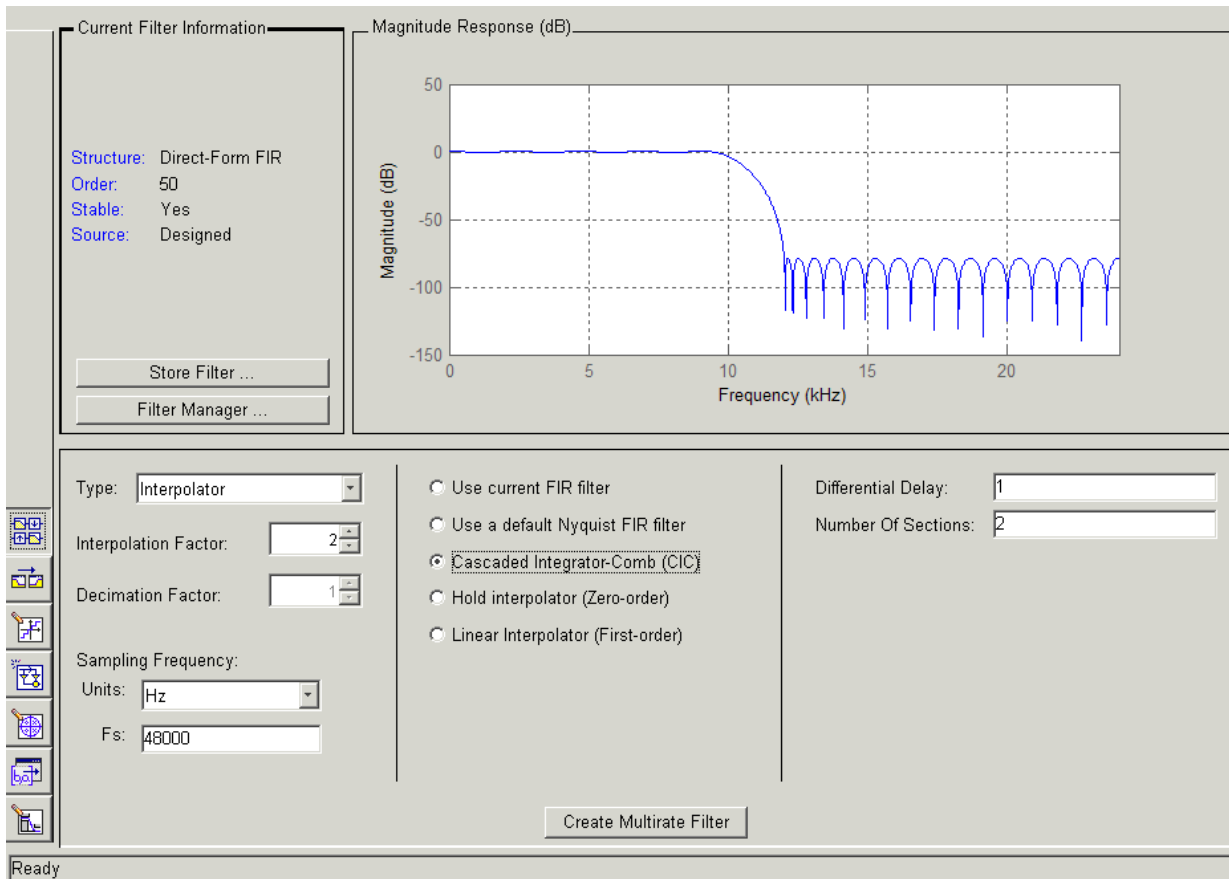 Current Filter Information
Structure: Direct-Form FIR
Order: 50
Stable: Yes
Source: Designed
Store Filter ...
Filter Manager ...
Magnitude Response (dB)
50
0
-50
-100
-150
Magnitude (dB)
0 5 10 15 20
Frequency (kHz)
Type: Interpolator
Interpolation Factor: 2
Decimation Factor: 1
Sampling Frequency:
Units: Hz
Fs: 48000
Use current FIR filter
Use a default Nyquist FIR filter
Cascaded Integrator-Comb (CIC)
Hold interpolator (Zero-order)
Linear Interpolator (First-order)
Differential Delay: 1
Number Of Sections: 2
Create Multirate Filter
[b,a]
Ready